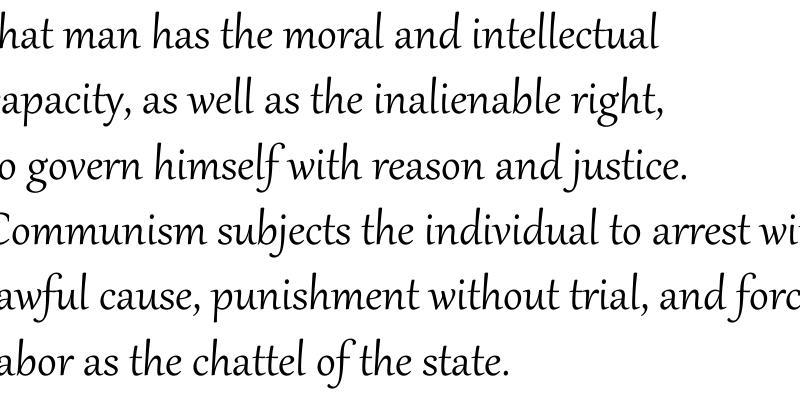 hat man has the moral and intellectual
apacity, as well as the inalienable right,
o govern himself with reason and justice.
Communism subjects the individual to arrest wi
awful cause, punishment without trial, and forc
abor as the chattel of the state.